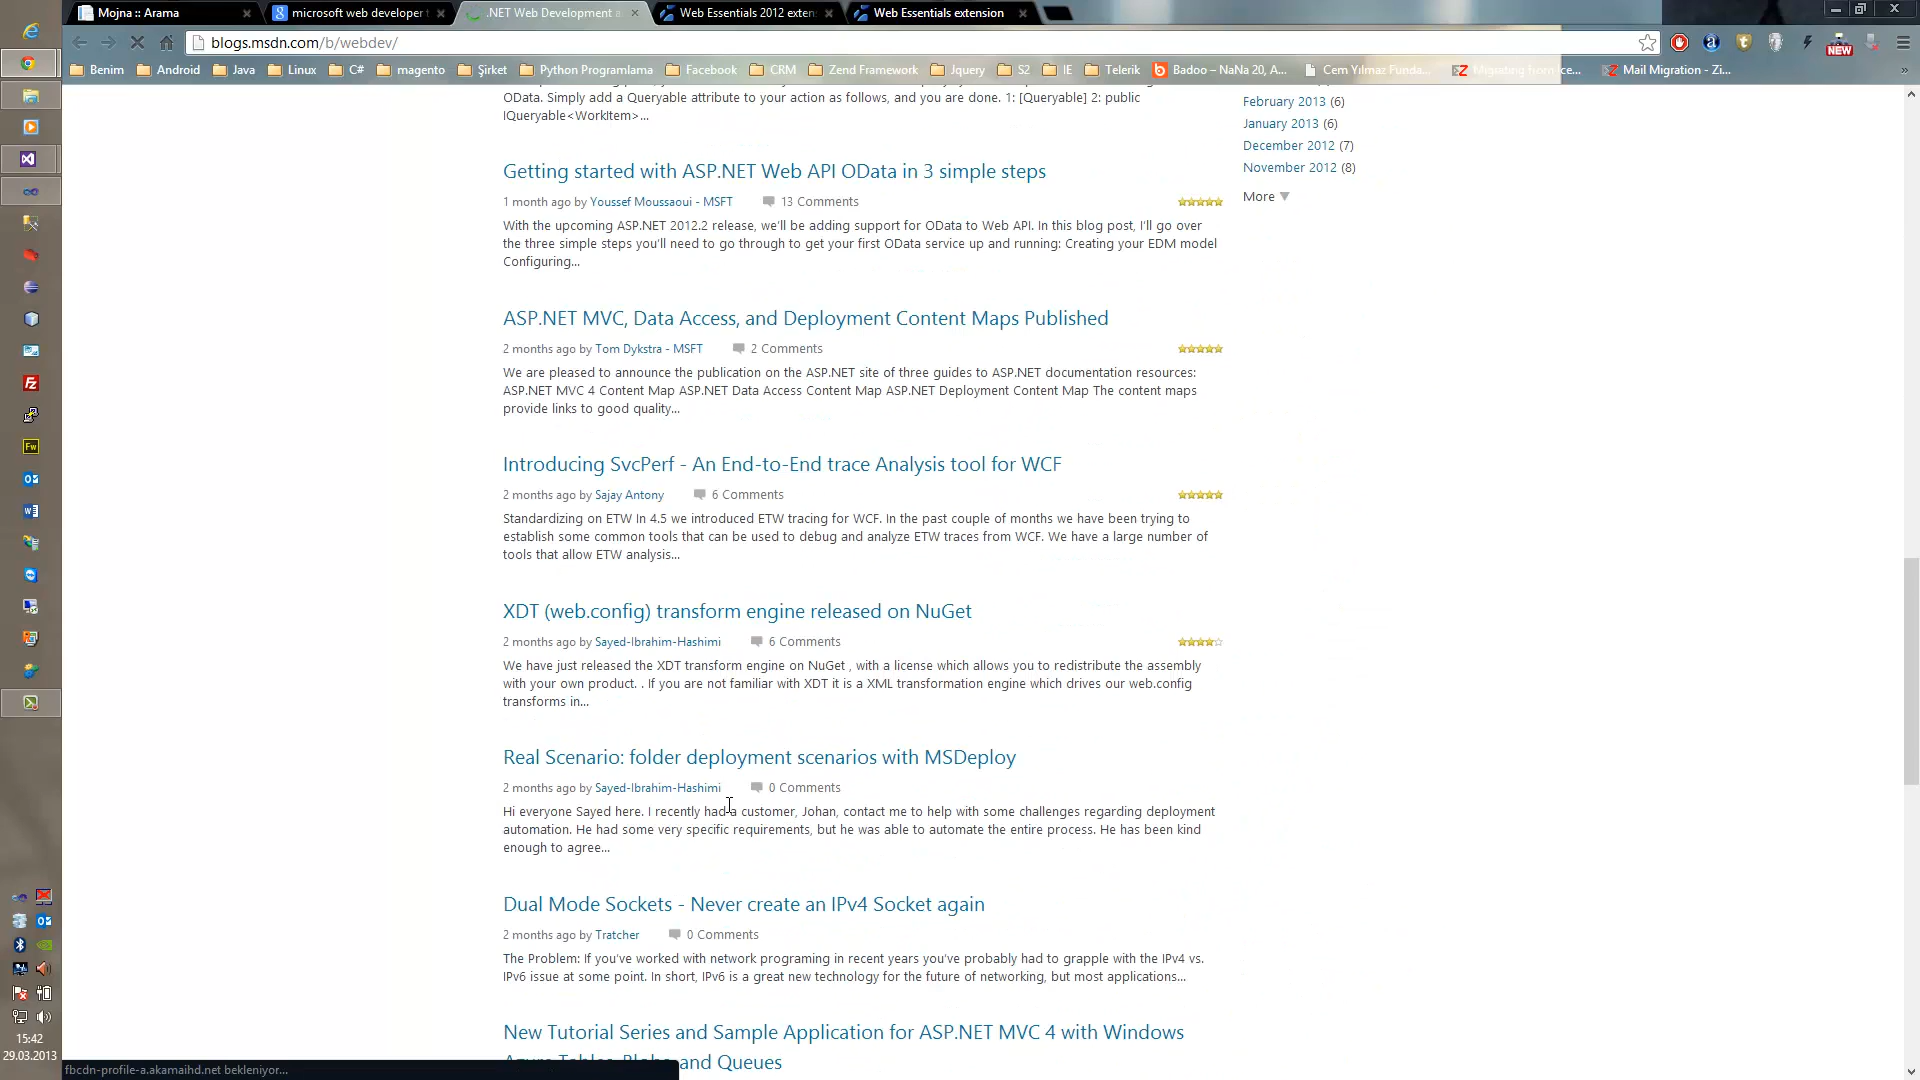 Mojna :: Arama
microsoft web developer t
.NET Web Development a
Web Essentials 2012 exten
Web Essentials extension
blogs.msdn.com/b/webdev/
NEW
Benim
Android
Java
Linux
C#
magento
Şirket
Python Programlama
Facebook
CRM
Zend Framework
Jquery
S2
IE
Telerik
Badoo – NaNa 20, A...
Cem Yılmaz Funda...
Migrating from ice...
Mail Migration - Zi...
»
OData. Simply add a Queryable attribute to your action as follows, and you are done. 1: [Queryable] 2: public
IQueryable<WorkItem>...
February 2013 (6)
January 2013 (6)
December 2012 (7)
November 2012 (8)
More
Getting started with ASP.NET Web API OData in 3 simple steps
1 month ago by Youssef Moussaoui - MSFT 13 Comments
With the upcoming ASP.NET 2012.2 release, we'll be adding support for OData to Web API. In this blog post, I'll go over
the three simple steps you'll need to go through to get your first OData service up and running: Creating your EDM model
Configuring...
ASP.NET MVC, Data Access, and Deployment Content Maps Published
2 months ago by Tom Dykstra - MSFT 2 Comments
We are pleased to announce the publication on the ASP.NET site of three guides to ASP.NET documentation resources:
ASP.NET MVC 4 Content Map ASP.NET Data Access Content Map ASP.NET Deployment Content Map The content maps
provide links to good quality...
Introducing SvcPerf - An End-to-End trace Analysis tool for WCF
2 months ago by Sajay Antony 6 Comments
Standardizing on ETW In 4.5 we introduced ETW tracing for WCF. In the past couple of months we have been trying to
establish some common tools that can be used to debug and analyze ETW traces from WCF. We have a large number of
tools that allow ETW analysis...
XDT (web.config) transform engine released on NuGet
2 months ago by Sayed-Ibrahim-Hashimi 6 Comments
We have just released the XDT transform engine on NuGet , with a license which allows you to redistribute the assembly
with your own product. . If you are not familiar with XDT it is a XML transformation engine which drives our web.config
transforms in...
Real Scenario: folder deployment scenarios with MSDeploy
2 months ago by Sayed-Ibrahim-Hashimi 0 Comments
Hi everyone Sayed here. I recently had a customer, Johan, contact me to help with some challenges regarding deployment
automation. He had some very specific requirements, but he was able to automate the entire process. He has been kind
enough to agree...
Dual Mode Sockets - Never create an IPv4 Socket again
2 months ago by Tratcher 0 Comments
The Problem: If you've worked with network programing in recent years you've probably had to grapple with the IPv4 vs.
IPv6 issue at some point. In short, IPv6 is a great new technology for the future of networking, but most applications...
New Tutorial Series and Sample Application for ASP.NET MVC 4 with Windows
Azure Tables, Blobs, and Queues
15:42
29.03.2013
fbcdn-profile-a.akamaihd.net bekleniyor...